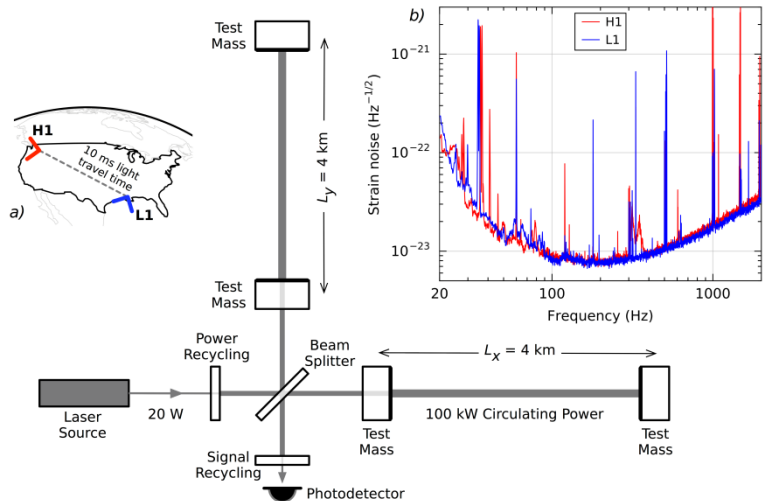 Test
Mass
b)
H1
L1
10⁻²¹
10⁻²²
10⁻²³
Strain noise (Hz⁻¹/²)
20
100
1000
Frequency (Hz)
H1
10 ms light
travel time
L1
a)
Ly = 4 km
Test
Mass
Power
Recycling
Beam
Splitter
Lx = 4 km
Laser
Source
20 W
100 kW Circulating Power
Test
Mass
Test
Mass
Signal
Recycling
Photodetector